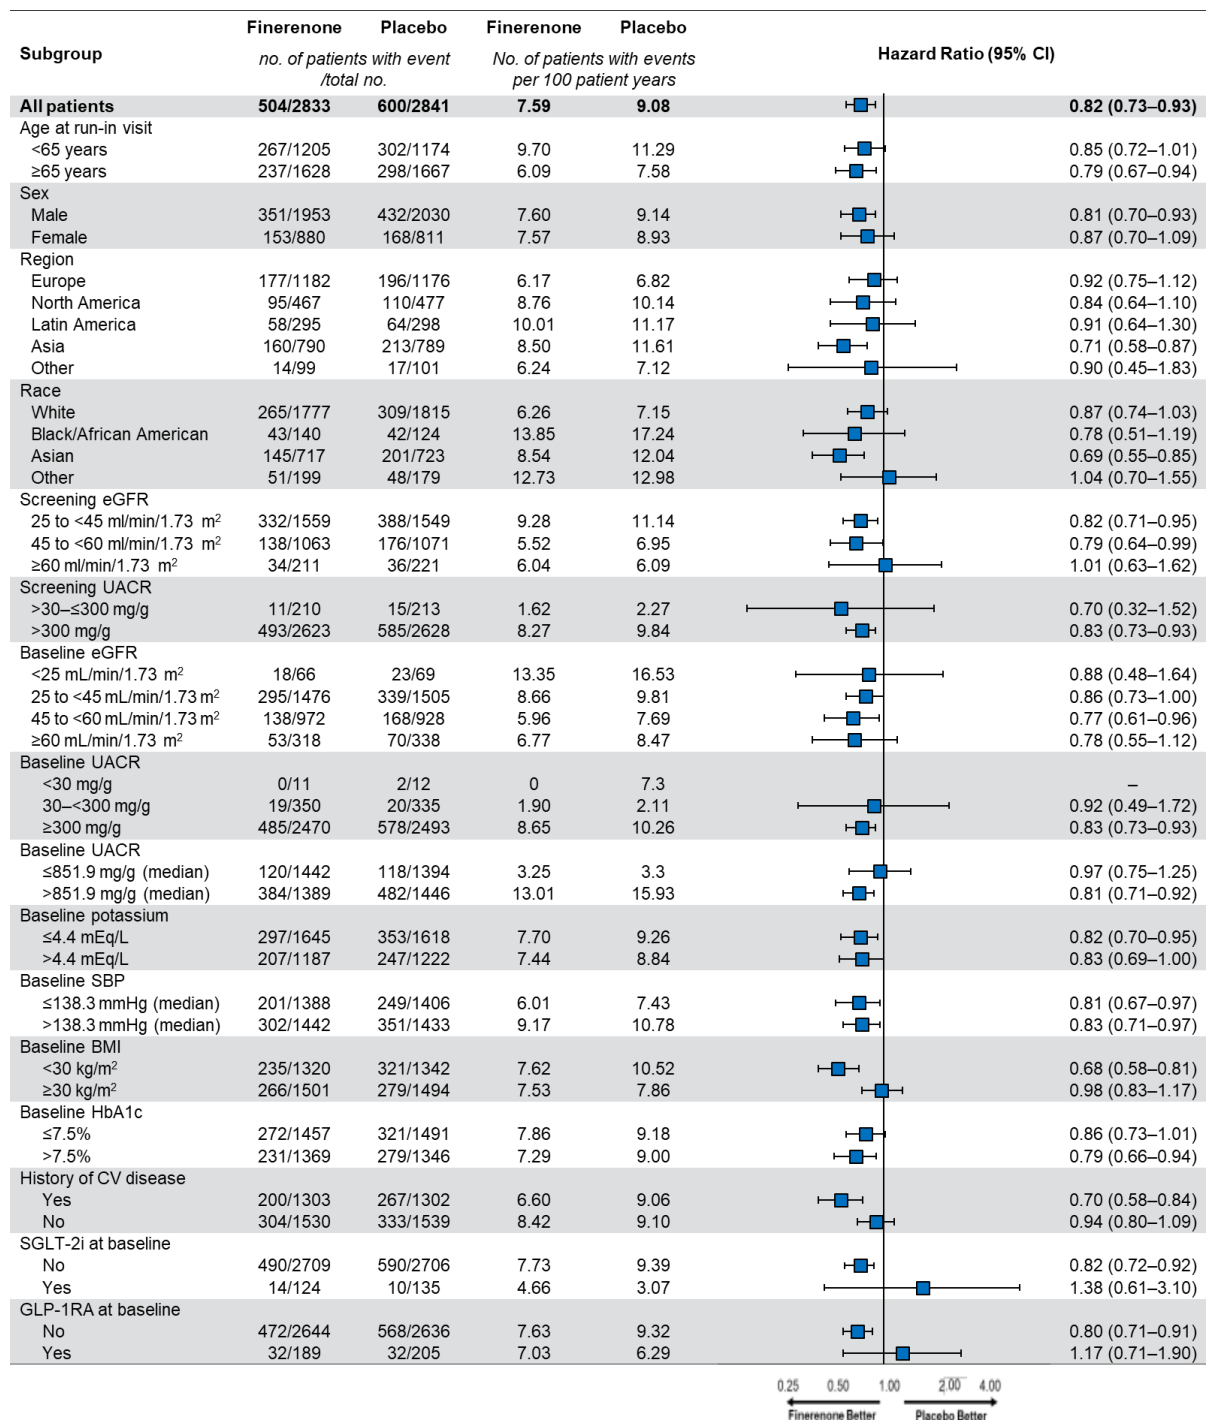 Finerenone Placebo Finerenone Placebo
Subgroup no. of patients with event /total no. No. of patients with events per 100 patient years Hazard Ratio (95% CI)
All patients 504/2833 600/2841 7.59 9.08 0.82 (0.73–0.93)
Age at run-in visit
<65 years 267/1205 302/1174 9.70 11.29 0.85 (0.72–1.01)
≥65 years 237/1628 298/1667 6.09 7.58 0.79 (0.67–0.94)
Sex
Male 351/1953 432/2030 7.60 9.14 0.81 (0.70–0.93)
Female 153/880 168/811 7.57 8.93 0.87 (0.70–1.09)
Region
Europe 177/1182 196/1176 6.17 6.82 0.92 (0.75–1.12)
North America 95/467 110/477 8.76 10.14 0.84 (0.64–1.10)
Latin America 58/295 64/298 10.01 11.17 0.91 (0.64–1.30)
Asia 160/790 213/789 8.50 11.61 0.71 (0.58–0.87)
Other 14/99 17/101 6.24 7.12 0.90 (0.45–1.83)
Race
White 265/1777 309/1815 6.26 7.15 0.87 (0.74–1.03)
Black/African American 43/140 42/124 13.85 17.24 0.78 (0.51–1.19)
Asian 145/717 201/723 8.54 12.04 0.69 (0.55–0.85)
Other 51/199 48/179 12.73 12.98 1.04 (0.70–1.55)
Screening eGFR
25 to <45 ml/min/1.73 m² 332/1559 388/1549 9.28 11.14 0.82 (0.71–0.95)
45 to <60 ml/min/1.73 m² 138/1063 176/1071 5.52 6.95 0.79 (0.64–0.99)
≥60 ml/min/1.73 m² 34/211 36/221 6.04 6.09 1.01 (0.63–1.62)
Screening UACR
>30–≤300 mg/g 11/210 15/213 1.62 2.27 0.70 (0.32–1.52)
>300 mg/g 493/2623 585/2628 8.27 9.84 0.83 (0.73–0.93)
Baseline eGFR
<25 mL/min/1.73 m² 18/66 23/69 13.35 16.53 0.88 (0.48–1.64)
25 to <45 mL/min/1.73 m² 295/1476 339/1505 8.66 9.81 0.86 (0.73–1.00)
45 to <60 mL/min/1.73 m² 138/972 168/928 5.96 7.69 0.77 (0.61–0.96)
≥60 mL/min/1.73 m² 53/318 70/338 6.77 8.47 0.78 (0.55–1.12)
Baseline UACR
<30 mg/g 0/11 2/12 0 7.3 –
30–<300 mg/g 19/350 20/335 1.90 2.11 0.92 (0.49–1.72)
≥300 mg/g 485/2470 578/2493 8.65 10.26 0.83 (0.73–0.93)
Baseline UACR
≤851.9 mg/g (median) 120/1442 118/1394 3.25 3.3 0.97 (0.75–1.25)
>851.9 mg/g (median) 384/1389 482/1446 13.01 15.93 0.81 (0.71–0.92)
Baseline potassium
≤4.4 mEq/L 297/1645 353/1618 7.70 9.26 0.82 (0.70–0.95)
>4.4 mEq/L 207/1187 247/1222 7.44 8.84 0.83 (0.69–1.00)
Baseline SBP
≤138.3 mmHg (median) 201/1388 249/1406 6.01 7.43 0.81 (0.67–0.97)
>138.3 mmHg (median) 302/1442 351/1433 9.17 10.78 0.83 (0.71–0.97)
Baseline BMI
<30 kg/m² 235/1320 321/1342 7.62 10.52 0.68 (0.58–0.81)
≥30 kg/m² 266/1501 279/1494 7.53 7.86 0.98 (0.83–1.17)
Baseline HbA1c
≤7.5% 272/1457 321/1491 7.86 9.18 0.86 (0.73–1.01)
>7.5% 231/1369 279/1346 7.29 9.00 0.79 (0.66–0.94)
History of CV disease
Yes 200/1303 267/1302 6.60 9.06 0.70 (0.58–0.84)
No 304/1530 333/1539 8.42 9.10 0.94 (0.80–1.09)
SGLT-2i at baseline
No 490/2709 590/2706 7.73 9.39 0.82 (0.72–0.92)
Yes 14/124 10/135 4.66 3.07 1.38 (0.61–3.10)
GLP-1RA at baseline
No 472/2644 568/2636 7.63 9.32 0.80 (0.71–0.91)
Yes 32/189 32/205 7.03 6.29 1.17 (0.71–1.90)
0.25 0.50 1.00 2.00 4.00
Finerenone Better Placebo Better